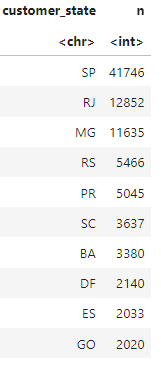 customer_state n
<chr> <int>
SP 41746
RJ 12852
MG 11635
RS 5466
PR 5045
SC 3637
BA 3380
DF 2140
ES 2033
GO 2020